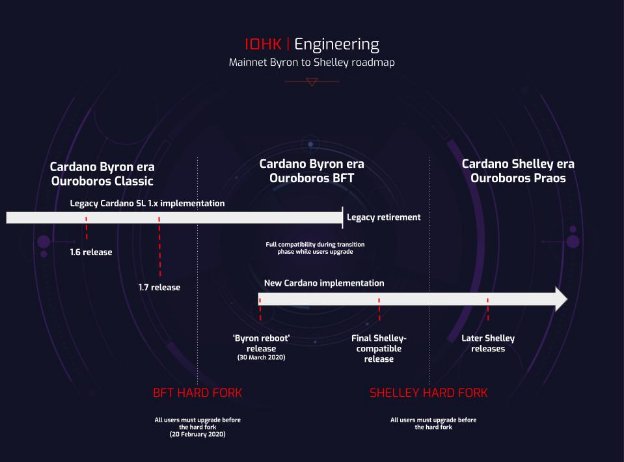 IOHK | Engineering
Mainnet Byron to Shelley roadmap
Cardano Byron era
Ouroboros Classic
Cardano Byron era
Ouroboros BFT
Cardano Shelley era
Ouroboros Praos
Legacy Cardano SL 1.x implementation
Legacy retirement
1.6 release
1.7 release
Full compatibility during transition
phase while users upgrade
New Cardano implementation
'Byron reboot'
release
(30 March 2020)
Final Shelley-
compatible
release
Later Shelley
releases
BFT HARD FORK
All users must upgrade before
the hard fork
(20 February 2020)
SHELLEY HARD FORK
All users must upgrade before
the hard fork